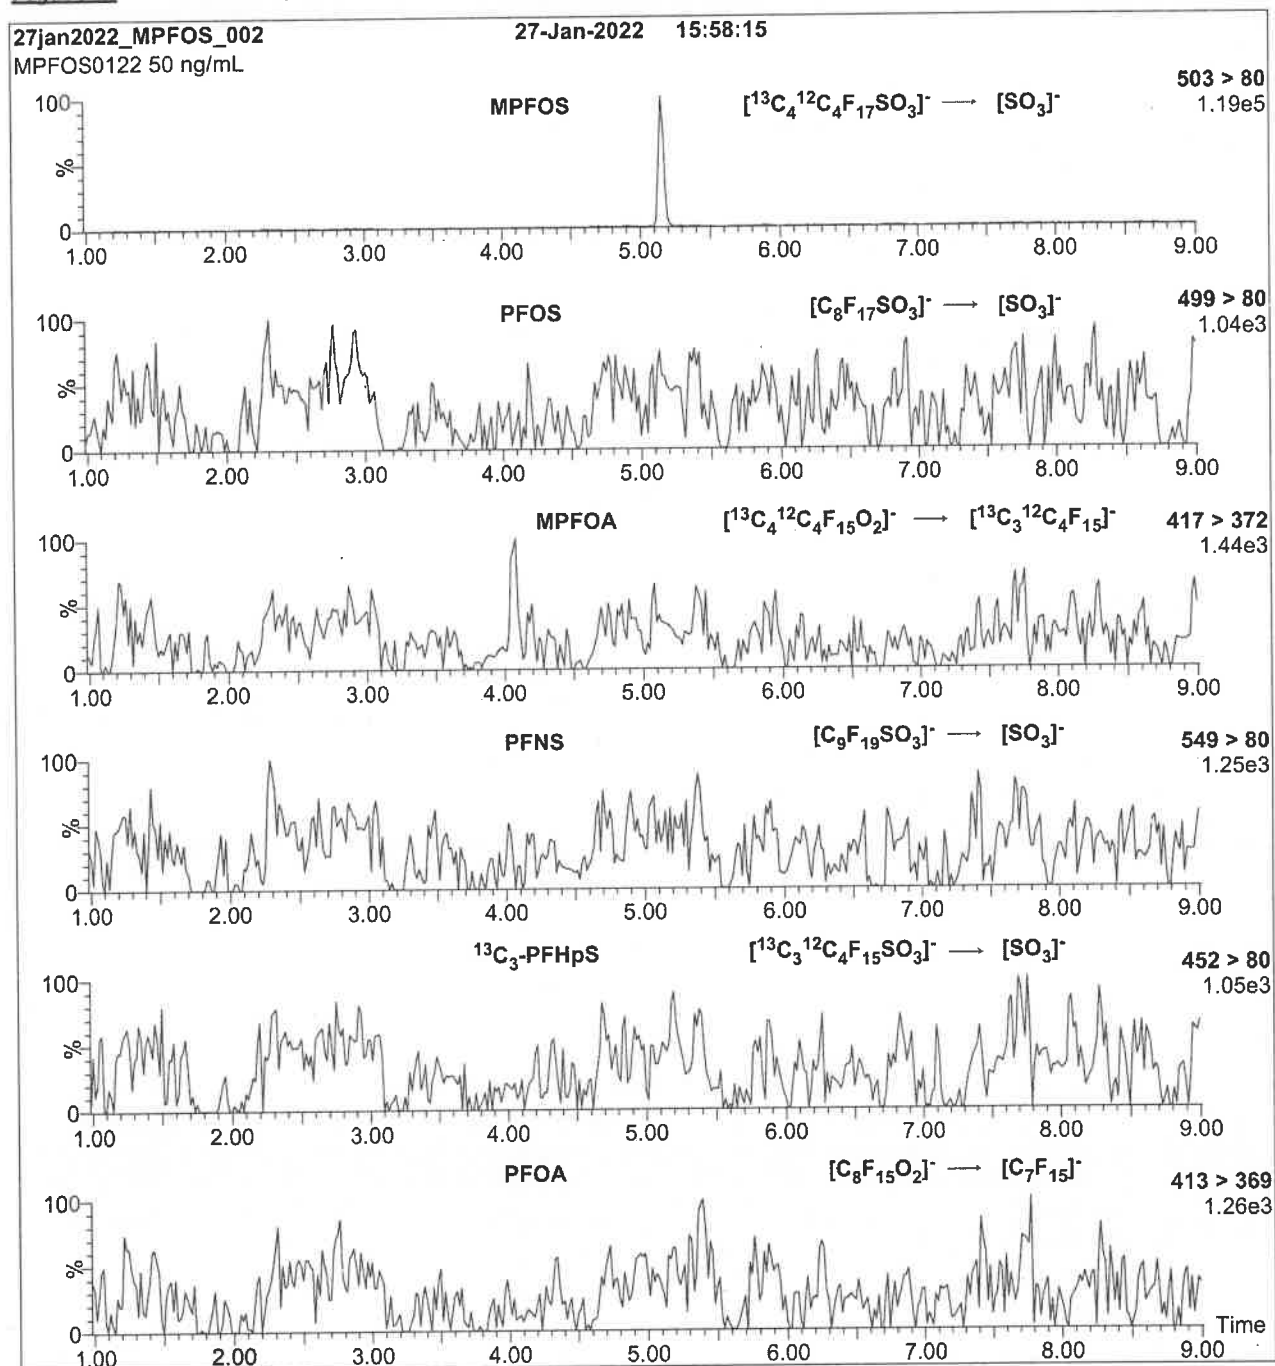 27jan2022_MPFOS_002 27-Jan-2022 15:58:15
MPFOS0122 50 ng/mL
503 > 80
100 MPFOS [¹³C₄¹²C₄F₁₇SO₃]⁻ → [SO₃]⁻ 1.19e5
%
0
1.00 2.00 3.00 4.00 5.00 6.00 7.00 8.00 9.00
PFOS [C₈F₁₇SO₃]⁻ → [SO₃]⁻ 499 > 80
100 1.04e3
%
0
1.00 2.00 3.00 4.00 5.00 6.00 7.00 8.00 9.00
MPFOA [¹³C₄¹²C₄F₁₅O₂]⁻ → [¹³C₃¹²C₄F₁₅]⁻ 417 > 372
100 1.44e3
%
0
1.00 2.00 3.00 4.00 5.00 6.00 7.00 8.00 9.00
PFNS [C₉F₁₉SO₃]⁻ → [SO₃]⁻ 549 > 80
100 1.25e3
%
0
1.00 2.00 3.00 4.00 5.00 6.00 7.00 8.00 9.00
¹³C₃-PFHpS [¹³C₃¹²C₄F₁₅SO₃]⁻ → [SO₃]⁻ 452 > 80
100 1.05e3
%
0
1.00 2.00 3.00 4.00 5.00 6.00 7.00 8.00 9.00
PFOA [C₈F₁₅O₂]⁻ → [C₇F₁₅]⁻ 413 > 369
100 1.26e3
%
0 Time
1.00 2.00 3.00 4.00 5.00 6.00 7.00 8.00 9.00